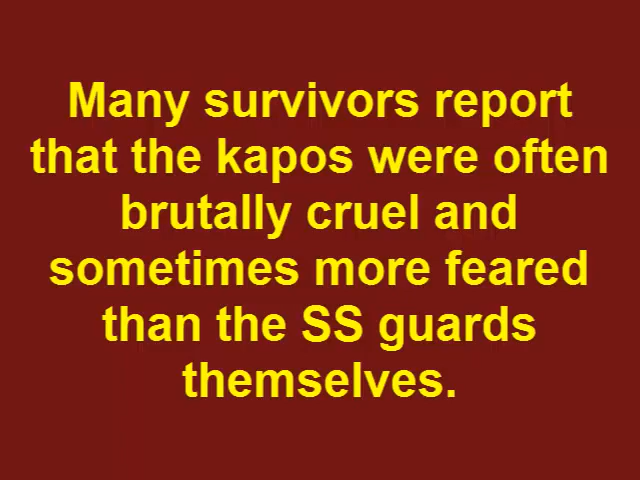 Many survivors report
that the kapos were often
brutally cruel and
sometimes more feared
than the SS guards
themselves.